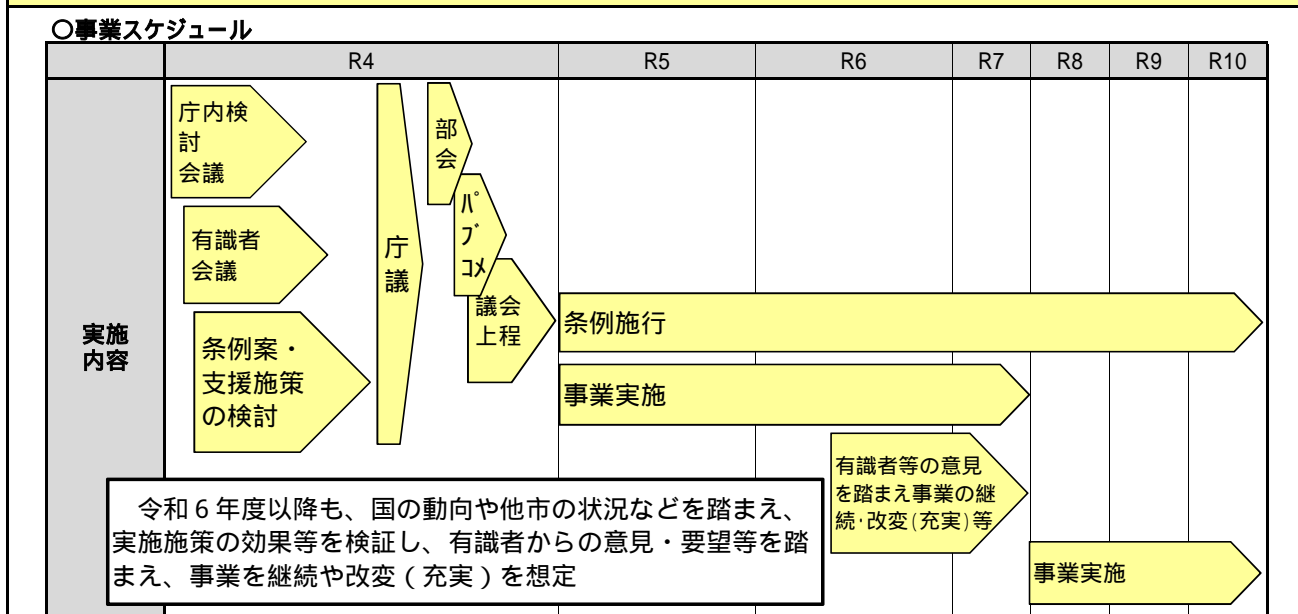 〇事業スケジュール
R4
R5
R6
R7
R8
R9
R10
実施
内容
庁内検
討
会議
有識者
会議
条例案・
支援施策
の検討
庁
議
部
会
ﾊﾟ
ﾌﾞ
ｺﾒ
議会
上程
条例施行
事業実施
有識者等の意見
を踏まえ事業の継
続･改変(充実)等
事業実施
令和６年度以降も、国の動向や他市の状況などを踏まえ、
実施施策の効果等を検証し、有識者からの意見・要望等を踏
まえ、事業を継続や改変（充実）を想定